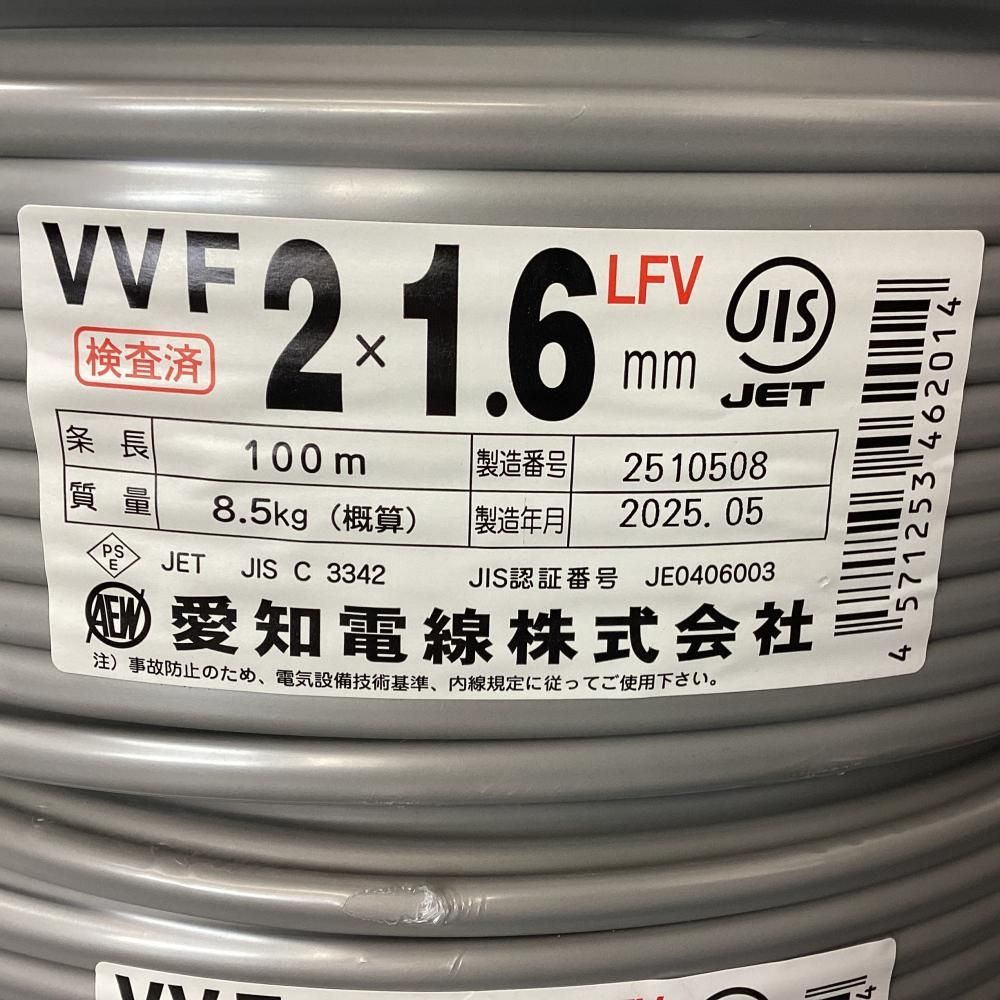 VVF 2×1.6mm LFV
検査済
JIS
JET
条長 100m 製造番号 2510508
質量 8.5kg (概算) 製造年月 2025.05
PSE JET JIS C 3342 JIS認証番号 JE0406003
AEW 愛知電線株式会社
注）事故防止のため、電気設備技術基準、内線規定に従ってご使用下さい。
4571253462014
VVF